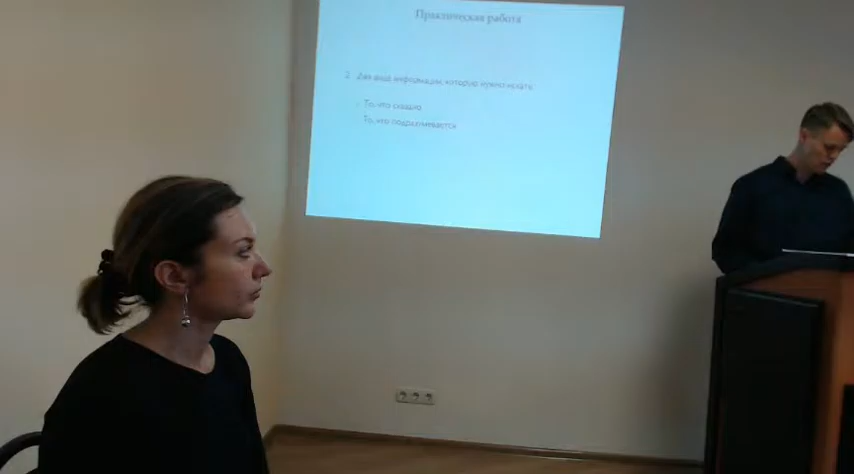 Практическая работа
2. Два вида информации, которую нужно искать:
То, что сказано
То, что подразумевается